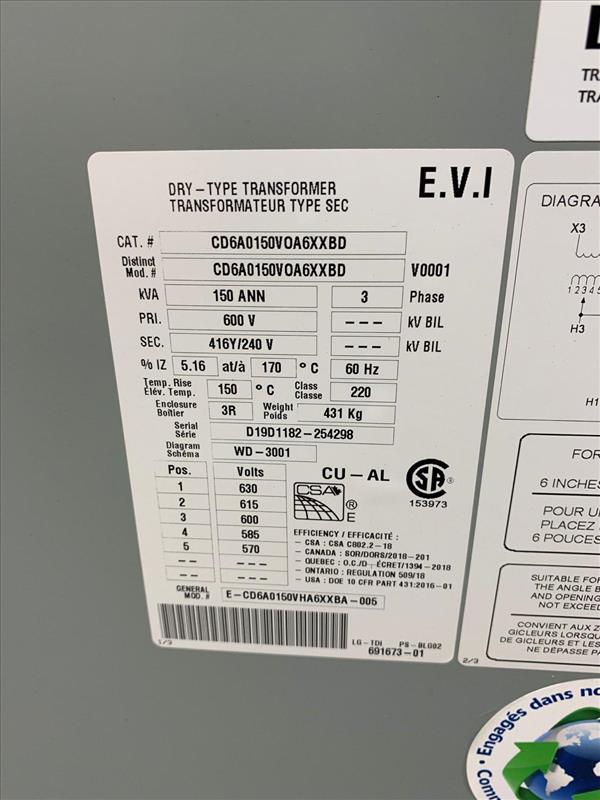 TR
TRA
DRY-TYPE TRANSFORMER
TRANSFORMATEUR TYPE SEC
E.V.I
CAT. # CD6A0150VOA6XXBD
Distinct Mod. # CD6A0150VOA6XXBD V0001
kVA 150 ANN 3 Phase
PRI. 600 V --- kV BIL
SEC. 416Y/240 V --- kV BIL
% IZ 5.16 at/à 170 °C 60 Hz
Temp. Rise
Élév. Temp. 150 °C Class
Classe 220
Enclosure
Boîtier 3R Weight
Poids 431 Kg
Serial
Série D19D1182-254298
Diagram
Schéma WD-3001
Pos. Volts
1 630
2 615
3 600
4 585
5 570
--- ---
--- ---
CU-AL
CSA
® E
SA ®
153973
EFFICIENCY / EFFICACITÉ :
- CSA : CSA C802.2-18
- CANADA : SOR/DORS/2018-201
- QUEBEC : O.C./D- ÉCRET/1394-2018
- ONTARIO : REGULATION 509/18
- USA : DOE 10 CFR PART 431:2016-01
GENERAL
MOD. # E-CD6A0150VHA6XXBA-005
1/3
LG-TDI PS-BLG02
691673-01
DIAGRA
X3
1 2 3 4 5
H3
H1
FOR
6 INCHES
POUR U
PLACEZ
6 POUCES
SUITABLE FOR
THE ANGLE B
AND OPENING
NOT EXCEED
CONVIENT AUX Z
GICLEURS LORSQU
DE GICLEURS ET LES
NE DÉPASSE PA
2/3
Engagés dans no
Comm